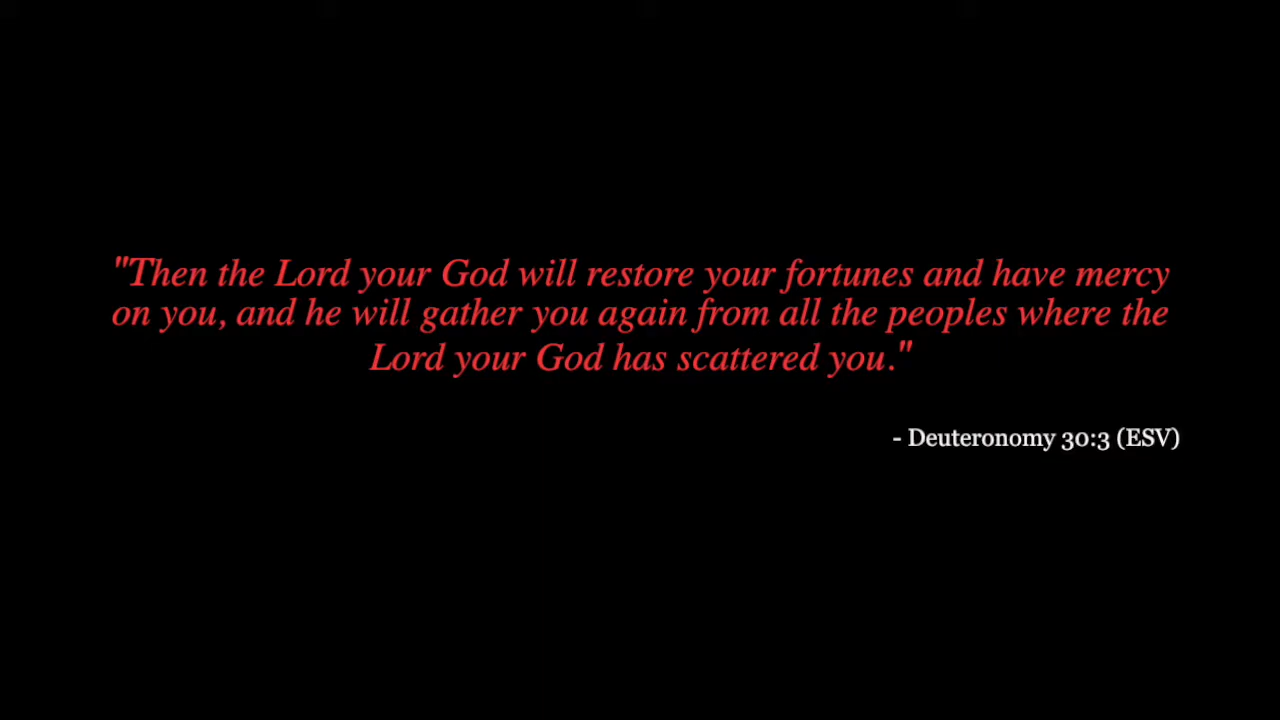 "Then the Lord your God will restore your fortunes and have mercy
on you, and he will gather you again from all the peoples where the
Lord your God has scattered you."
- Deuteronomy 30:3 (ESV)